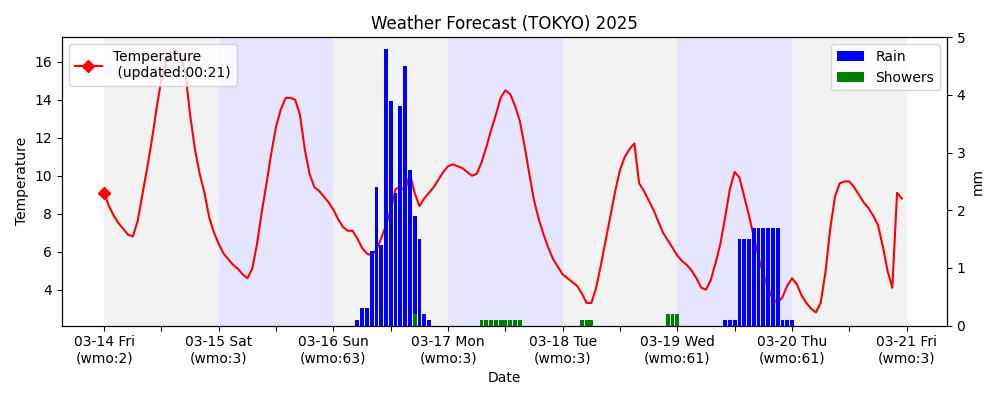 Weather Forecast (TOKYO) 2025
Temperature
(updated:00:21)
Rain
Showers
Temperature
16
14
12
10
8
6
4
5
4
3
2
1
0
mm
03-14 Fri
(wmo:2)
03-15 Sat
(wmo:3)
03-16 Sun
(wmo:63)
03-17 Mon
(wmo:3)
03-18 Tue
(wmo:3)
03-19 Wed
(wmo:61)
03-20 Thu
(wmo:61)
03-21 Fri
(wmo:3)
Date